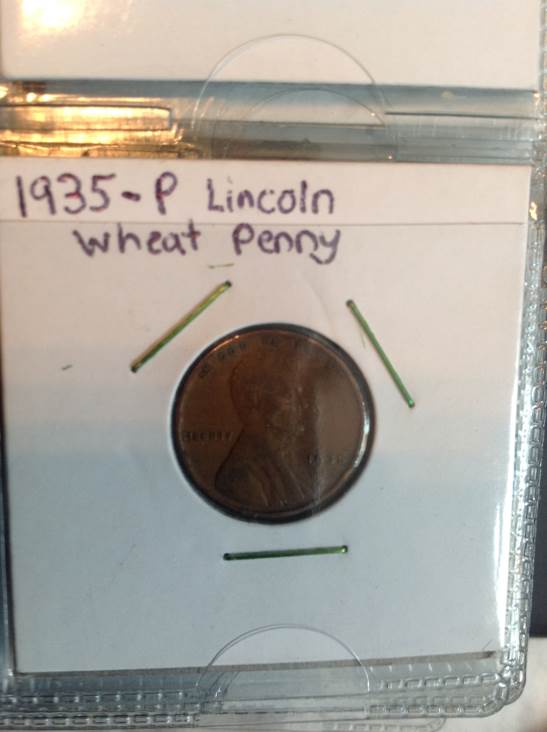 1935-P Lincoln
Wheat Penny
LIBERTY